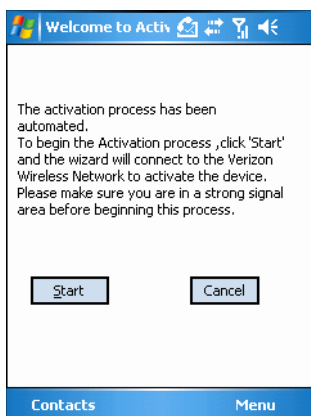 Welcome to Activ
The activation process has been
automated.
To begin the Activation process ,click 'Start'
and the wizard will connect to the Verizon
Wireless Network to activate the device.
Please make sure you are in a strong signal
area before beginning this process.
Start
Cancel
Contacts
Menu